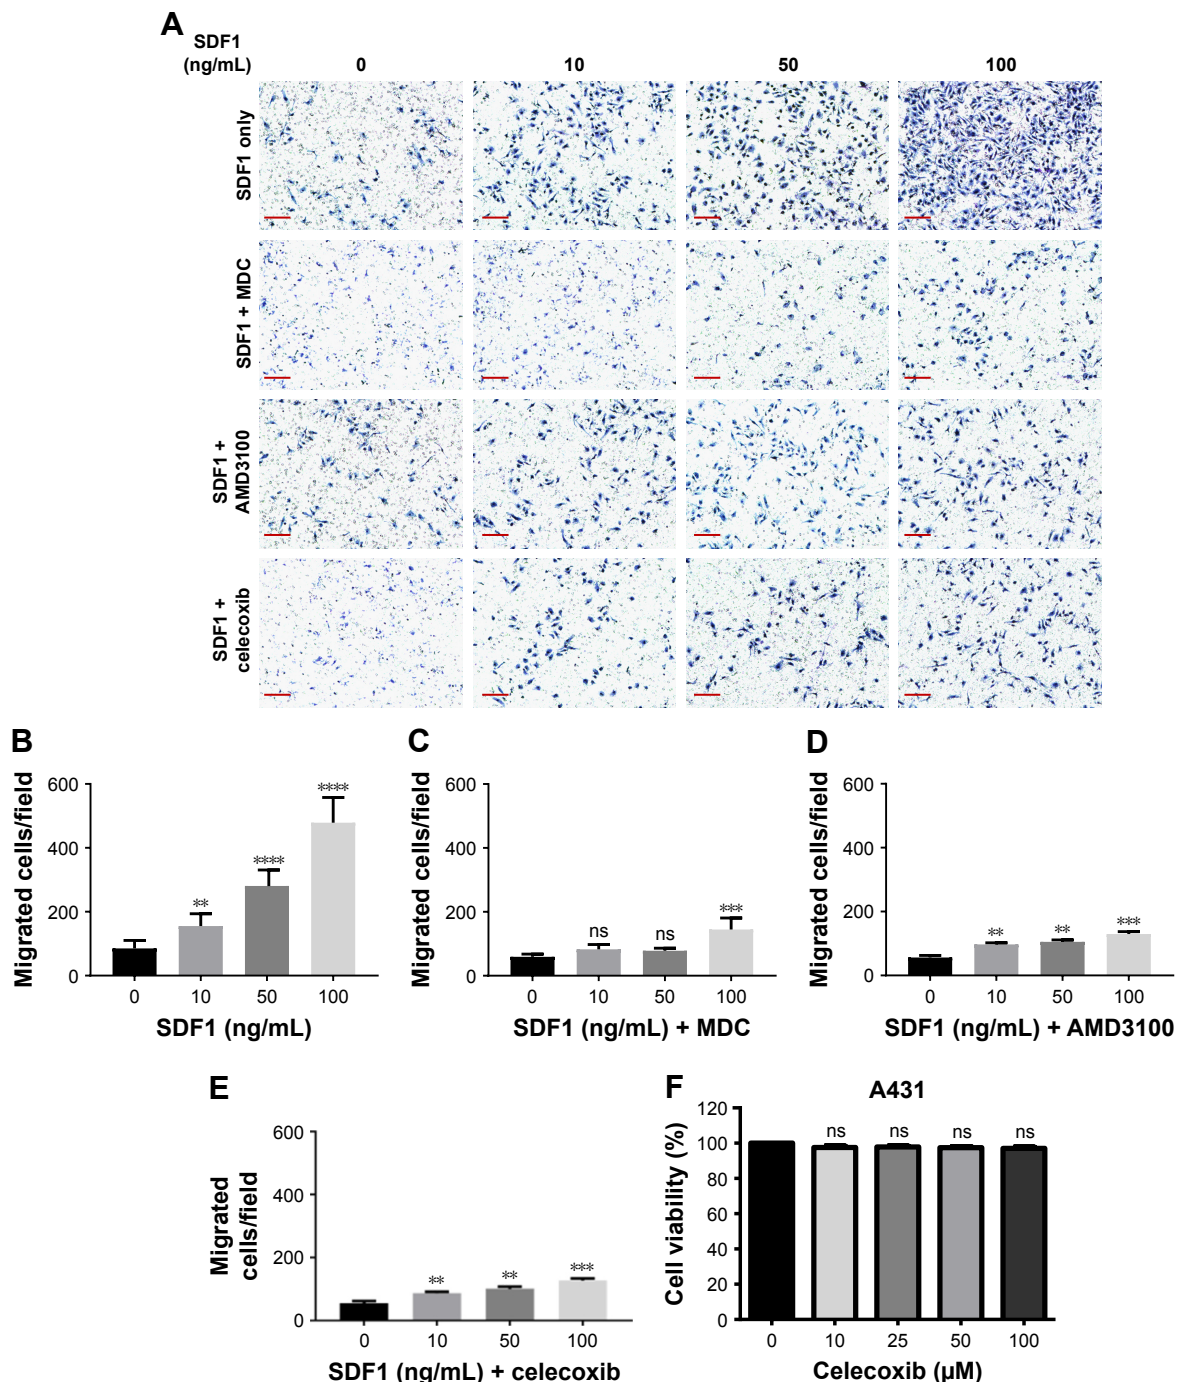 A
SDF1
(ng/mL)
0 10 50 100
SDF1 only
SDF1 + MDC
SDF1 +
AMD3100
SDF1 +
celecoxib
B
Migrated cells/field
600
400
200
0
**
****
****
0 10 50 100
SDF1 (ng/mL)
C
Migrated cells/field
600
400
200
0
ns
ns
***
0 10 50 100
SDF1 (ng/mL) + MDC
D
Migrated cells/field
600
400
200
0
**
**
***
0 10 50 100
SDF1 (ng/mL) + AMD3100
E
Migrated
cells/field
600
400
200
0
**
**
***
0 10 50 100
SDF1 (ng/mL) + celecoxib
F
A431
Cell viability (%)
120
100
80
60
40
20
0
ns ns ns ns
0 10 25 50 100
Celecoxib (µM)